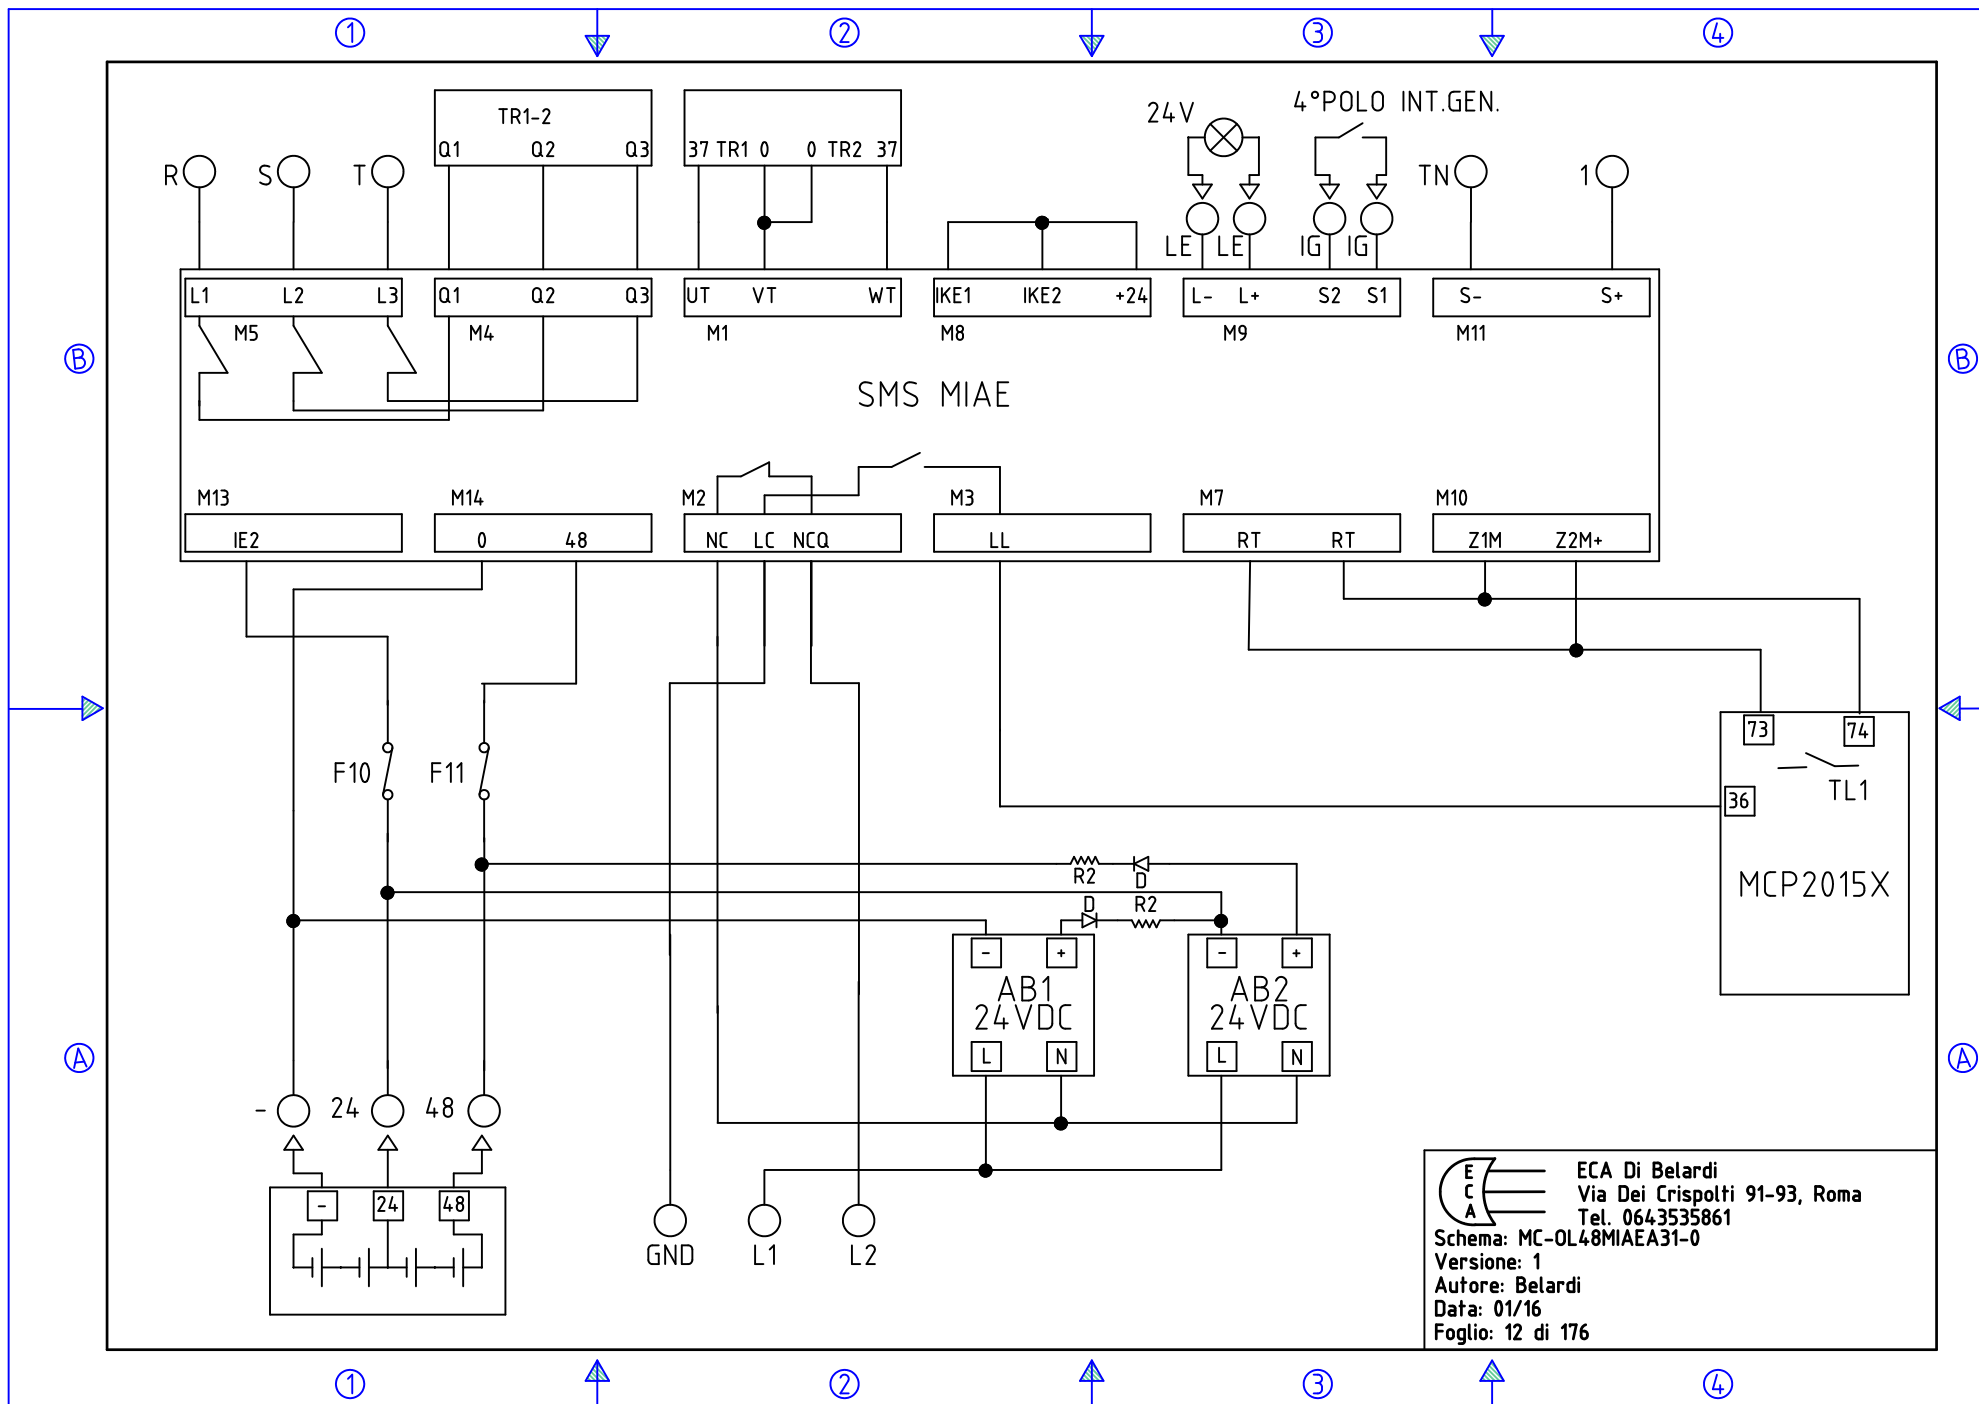 1 2 3 4
TR1-2
Q1 Q2 Q3
37 TR1 0 0 TR2 37
24V
4°POLO INT.GEN.
R S T
TN 1
LE LE IG IG
L1 L2 L3
Q1 Q2 Q3
UT VT WT
IKE1 IKE2 +24
L- L+ S2 S1
S- S+
M5 M4 M1 M8 M9 M11
B B
SMS MIAE
M13 M14 M2 M3 M7 M10
IE2
0 48
NC LC NCQ
LL
RT RT
Z1M Z2M+
73 74
F10 F11
TL1
36
MCP2015X
R2 D
D R2
- + - +
AB1
24VDC
AB2
24VDC
L N L N
A A
- 24 48
- 24 48
GND L1 L2
E
C
A
ECA Di Belardi
Via Dei Crispolti 91-93, Roma
Tel. 0643535861
Schema: MC-OL48MIAEA31-0
Versione: 1
Autore: Belardi
Data: 01/16
Foglio: 12 di 176
1 2 3 4